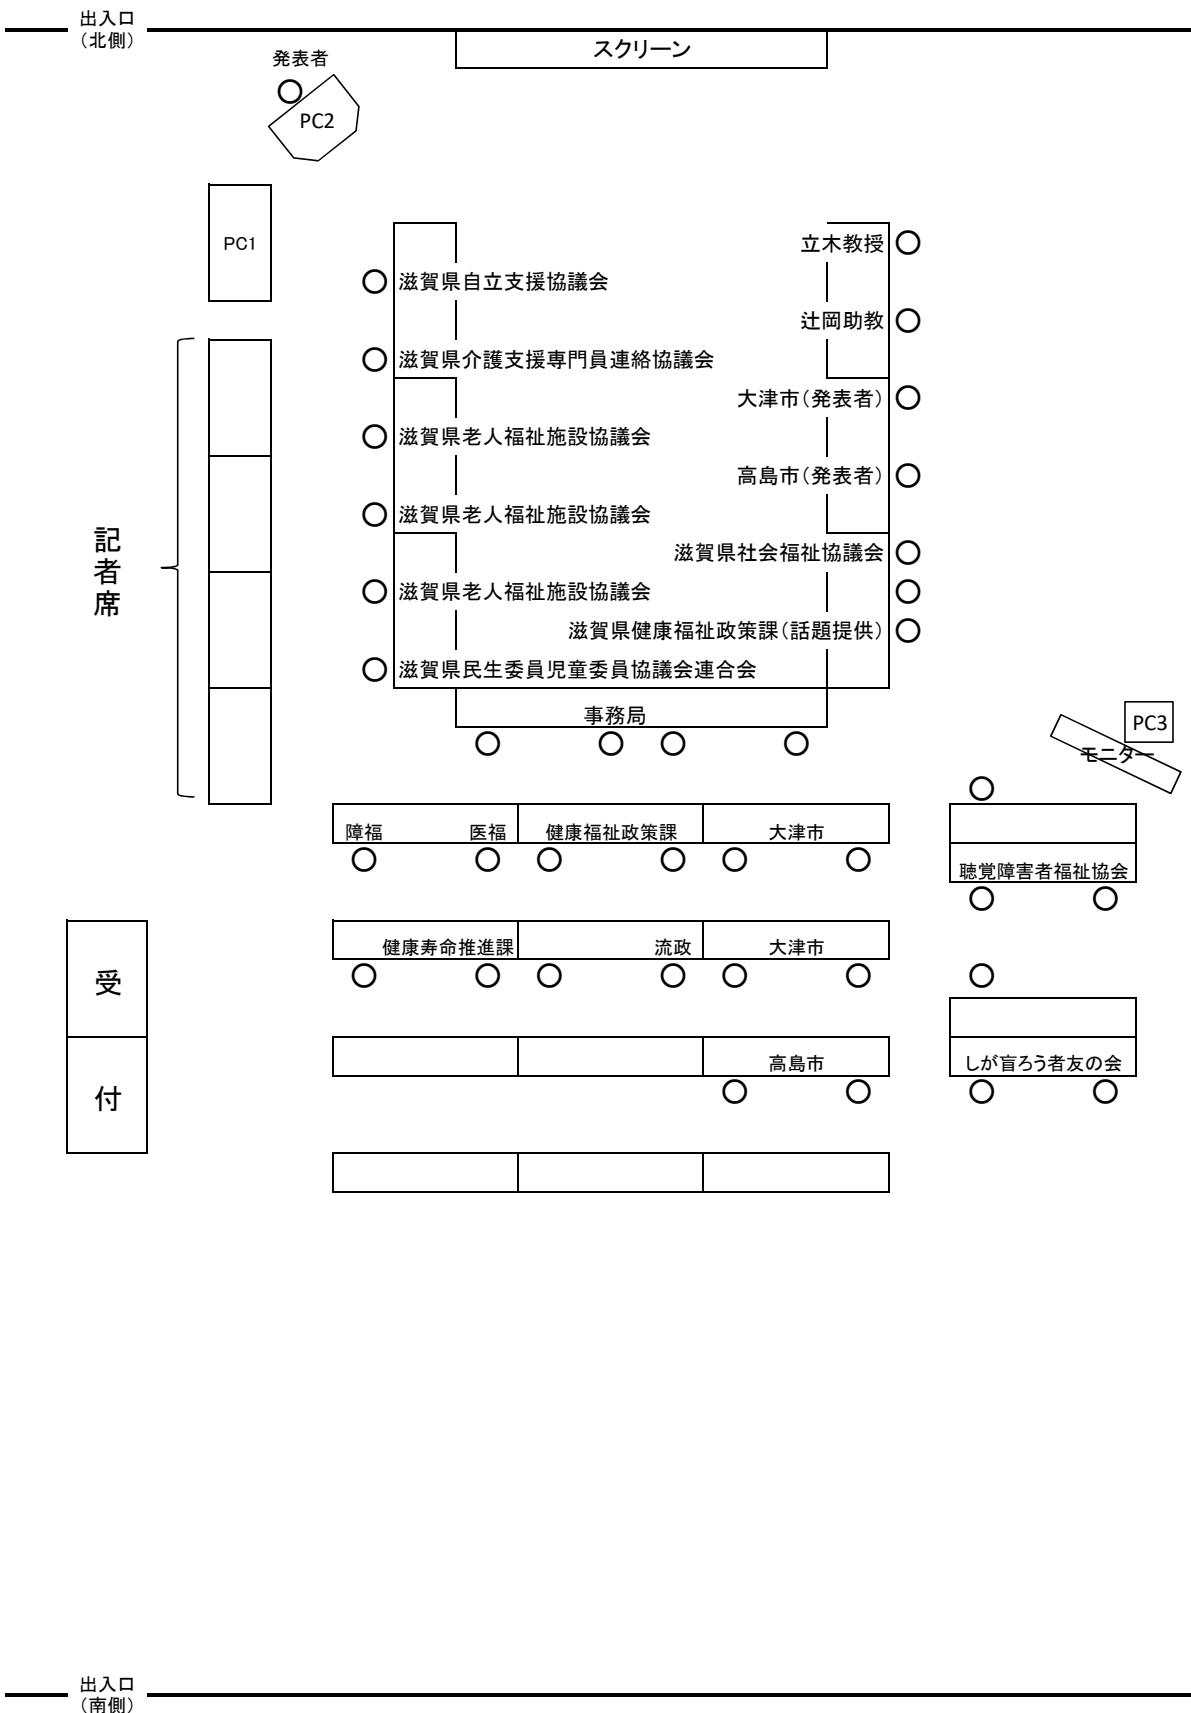 出入口
（北側）
スクリーン
発表者
PC2
PC1
立木教授
滋賀県自立支援協議会
辻岡助教
滋賀県介護支援専門員連絡協議会
大津市（発表者）
滋賀県老人福祉施設協議会
高島市（発表者）
滋賀県老人福祉施設協議会
滋賀県社会福祉協議会
滋賀県老人福祉施設協議会
滋賀県健康福祉政策課（話題提供）
滋賀県民生委員児童委員協議会連合会
記者席
事務局
PC3
モニター
障福 医福 健康福祉政策課 大津市
聴覚障害者福祉協会
健康寿命推進課 流政 大津市
受付
高島市
しが盲ろう者友の会
出入口
（南側）